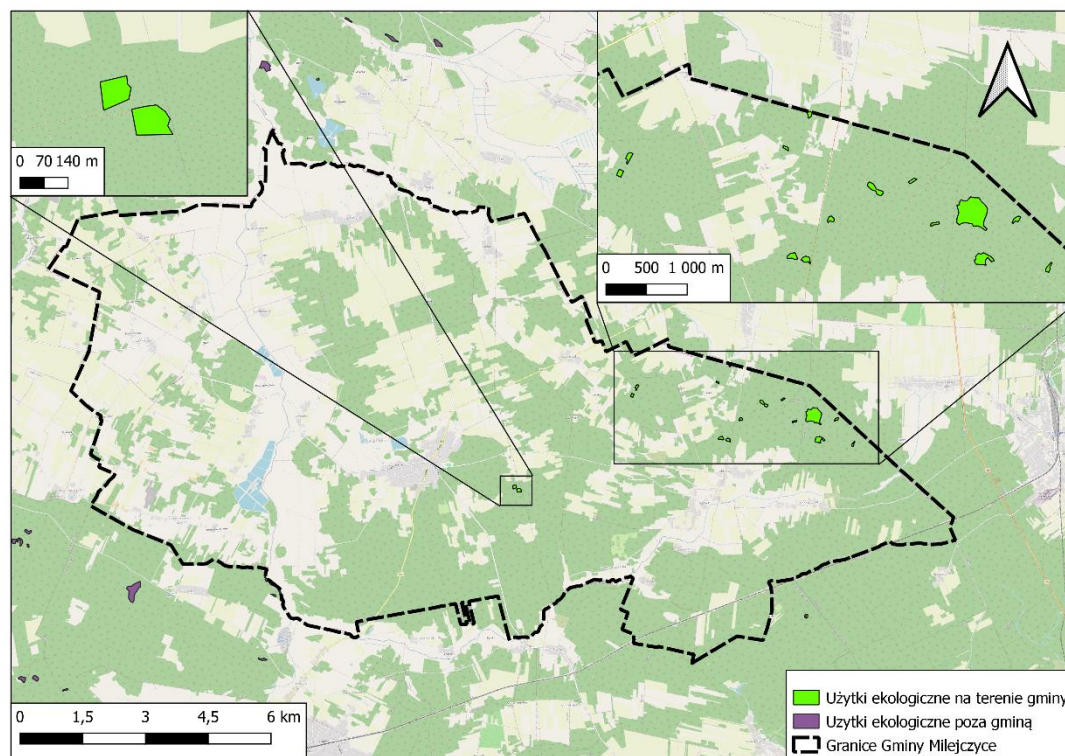 0 70 140 m
0 500 1 000 m
Użytki ekologiczne na terenie gminy
Uzytki ekologiczne poza gminą
Granice Gminy Milejczyce
0 1,5 3 4,5 6 km